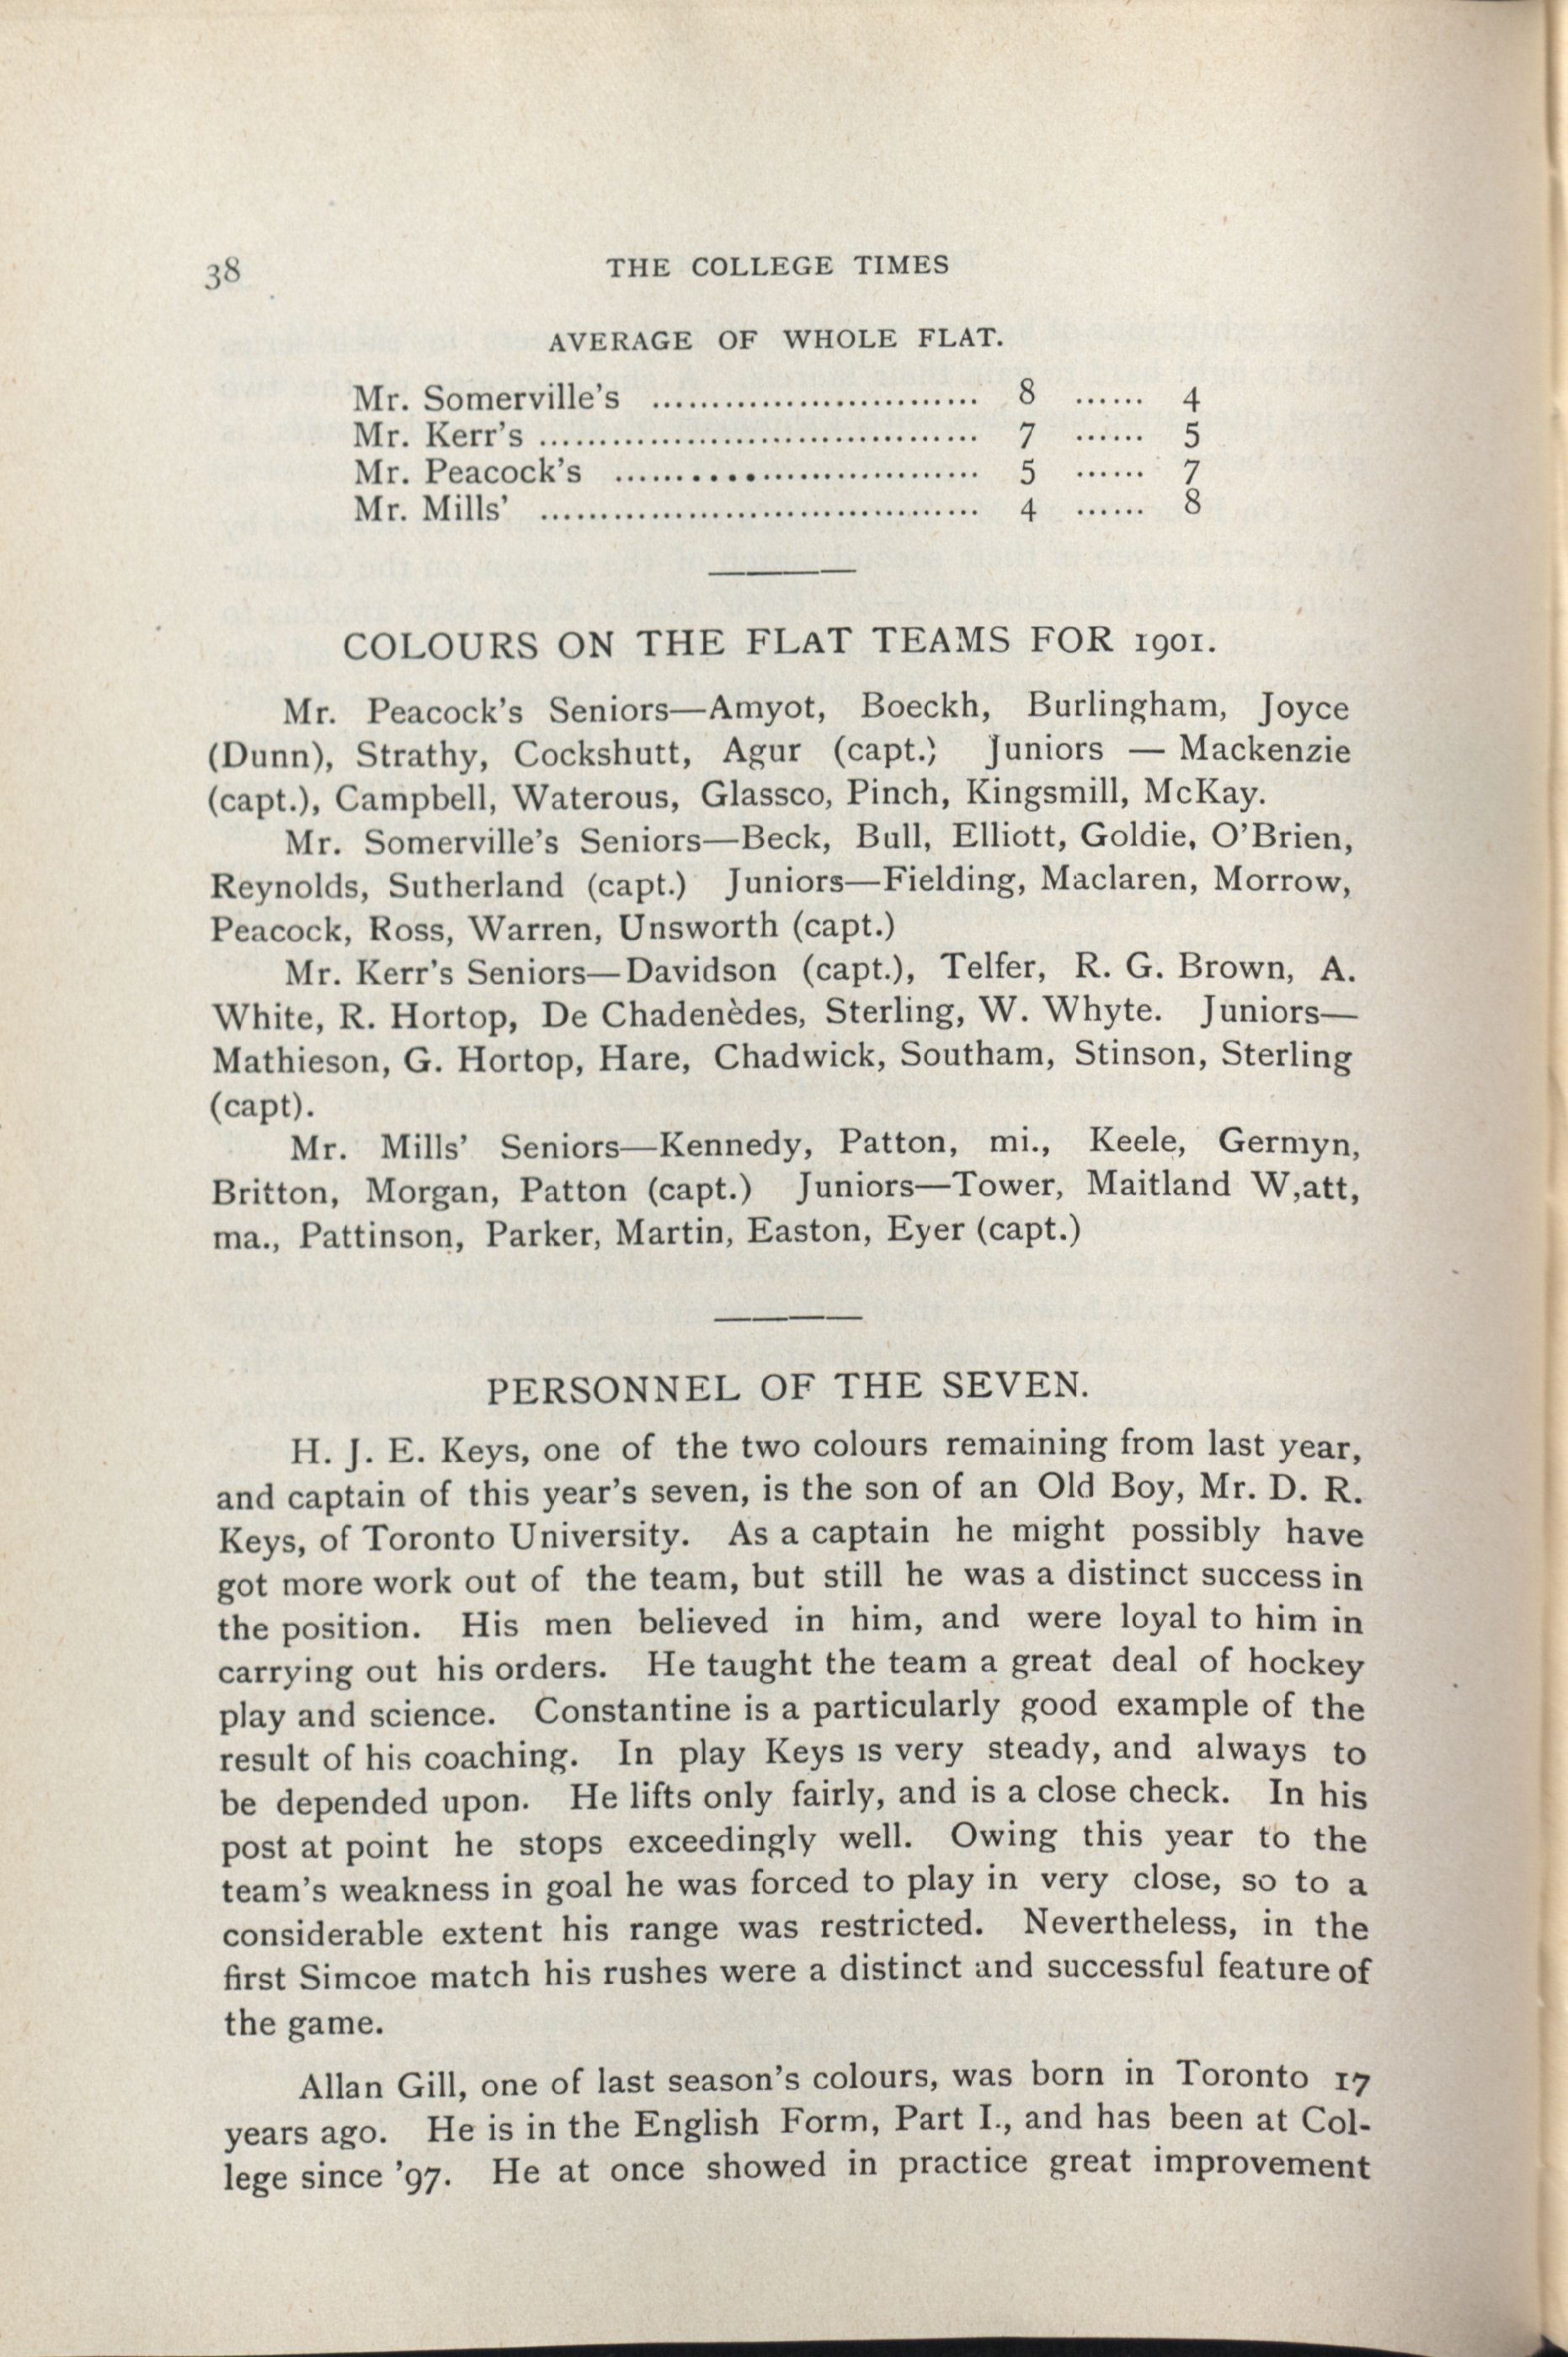 38
THE COLLEGE TIMES
AVERAGE OF WHOLE FLAT.
Mr. Somerville's ........................... 8 ...... 4
Mr. Kerr's .................................... 7 ...... 5
Mr. Peacock's .............................. 5 ...... 7
Mr. Mills' .................................... 4 ...... 8
COLOURS ON THE FLAT TEAMS FOR 1901.
Mr. Peacock's Seniors—Amyot, Boeckh, Burlingham, Joyce
(Dunn), Strathy, Cockshutt, Agur (capt.; Juniors — Mackenzie
(capt.), Campbell, Waterous, Glassco, Pinch, Kingsmill, McKay.
Mr. Somerville's Seniors—Beck, Bull, Elliott, Goldie, O'Brien,
Reynolds, Sutherland (capt.) Juniors—Fielding, Maclaren, Morrow,
Peacock, Ross, Warren, Unsworth (capt.)
Mr. Kerr's Seniors—Davidson (capt.), Telfer, R. G. Brown, A.
White, R. Hortop, De Chadenèdes, Sterling, W. Whyte. Juniors—
Mathieson, G. Hortop, Hare, Chadwick, Southam, Stinson, Sterling
(capt).
Mr. Mills' Seniors—Kennedy, Patton, mi., Keele, Germyn,
Britton, Morgan, Patton (capt.) Juniors—Tower, Maitland W,att,
ma., Pattinson, Parker, Martin, Easton, Eyer (capt.)
PERSONNEL OF THE SEVEN.
H. J. E. Keys, one of the two colours remaining from last year,
and captain of this year's seven, is the son of an Old Boy, Mr. D. R.
Keys, of Toronto University. As a captain he might possibly have
got more work out of the team, but still he was a distinct success in
the position. His men believed in him, and were loyal to him in
carrying out his orders. He taught the team a great deal of hockey
play and science. Constantine is a particularly good example of the
result of his coaching. In play Keys is very steady, and always to
be depended upon. He lifts only fairly, and is a close check. In his
post at point he stops exceedingly well. Owing this year to the
team's weakness in goal he was forced to play in very close, so to a
considerable extent his range was restricted. Nevertheless, in the
first Simcoe match his rushes were a distinct and successful feature of
the game.
Allan Gill, one of last season's colours, was born in Toronto 17
years ago. He is in the English Form, Part I., and has been at Col-
lege since '97. He at once showed in practice great improvement